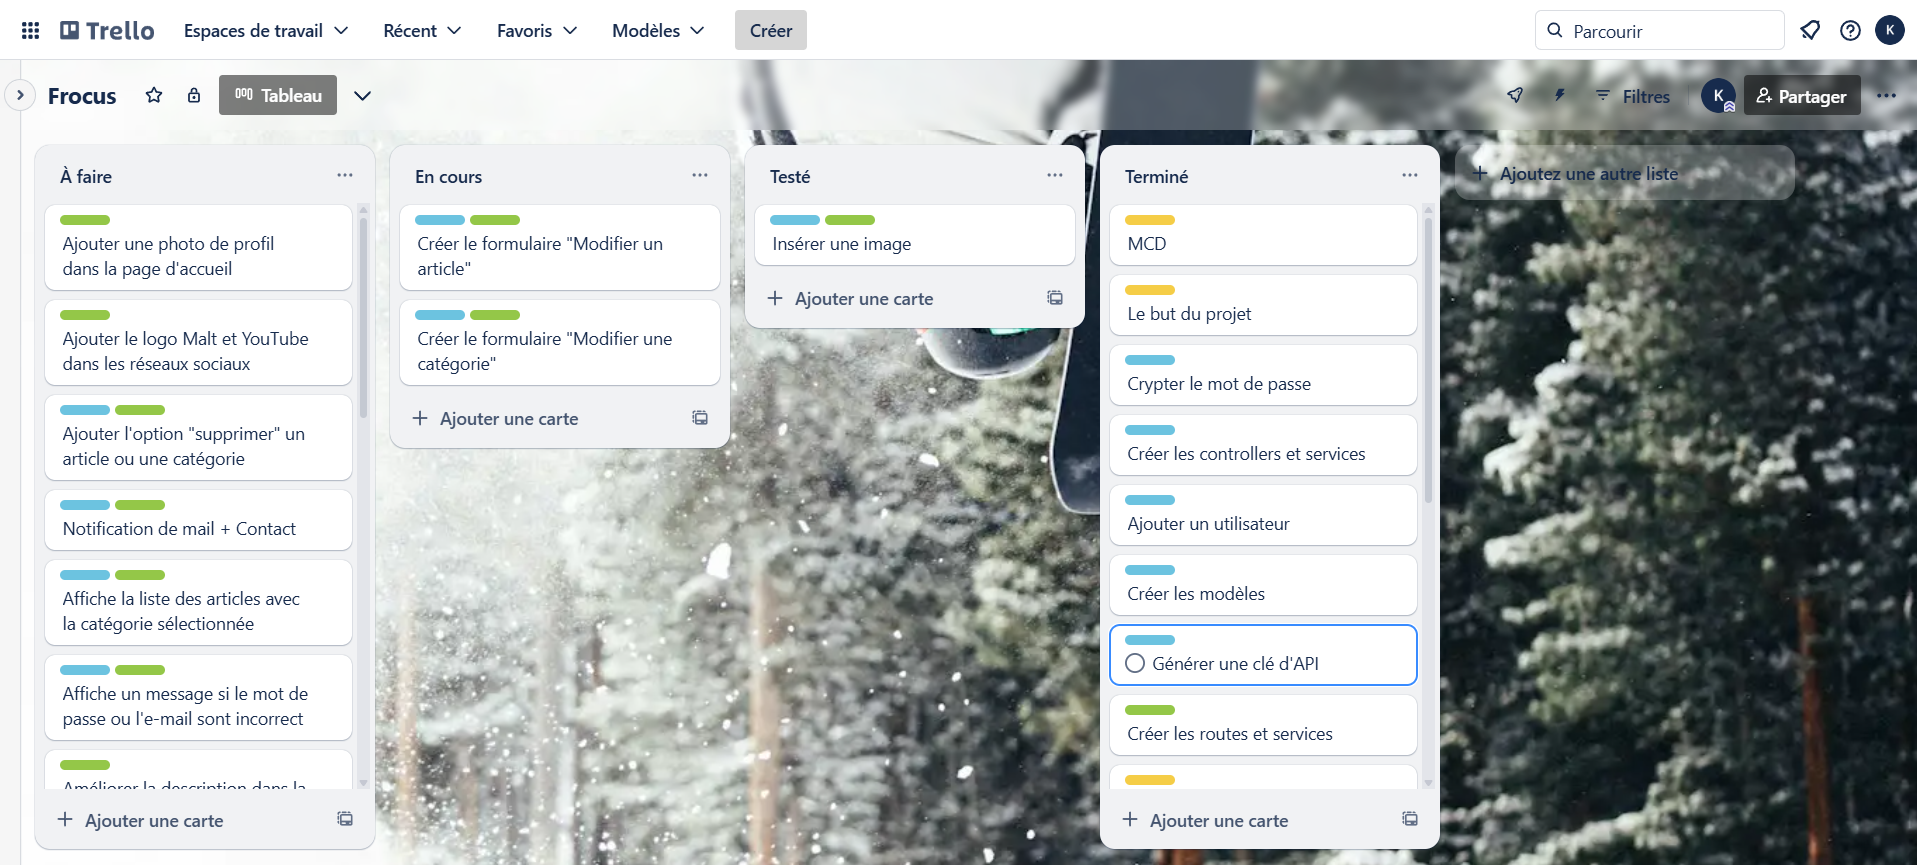 Trello
Espaces de travail
Récent
Favoris
Modèles
Créer
Parcourir
K
Frocus
Tableau
Filtres
K
Partager
À faire
Ajouter une photo de profil
dans la page d'accueil
Ajouter le logo Malt et YouTube
dans les réseaux sociaux
Ajouter l'option "supprimer" un
article ou une catégorie
Notification de mail + Contact
Affiche la liste des articles avec
la catégorie sélectionnée
Affiche un message si le mot de
passe ou l'e-mail sont incorrect
Améliorer la description dans la
Ajouter une carte
En cours
Créer le formulaire "Modifier un
article"
Créer le formulaire "Modifier une
catégorie"
Ajouter une carte
Testé
Insérer une image
Ajouter une carte
Terminé
MCD
Le but du projet
Crypter le mot de passe
Créer les controllers et services
Ajouter un utilisateur
Créer les modèles
Générer une clé d'API
Créer les routes et services
Ajouter une carte
Ajoutez une autre liste